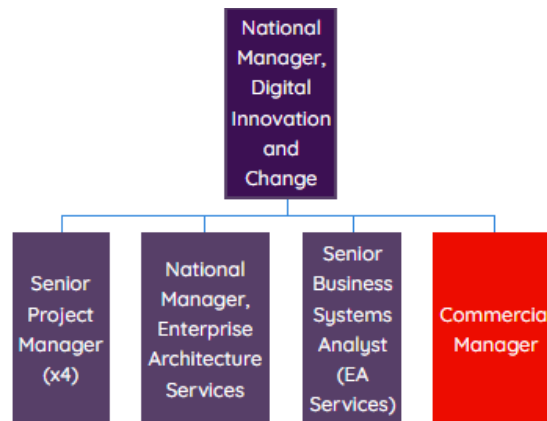 National
Manager,
Digital
Innovation
and
Change
Senior
Project
Manager
(x4)
National
Manager,
Enterprise
Architecture
Services
Senior
Business
Systems
Analyst
(EA
Services)
Commercial
Manager